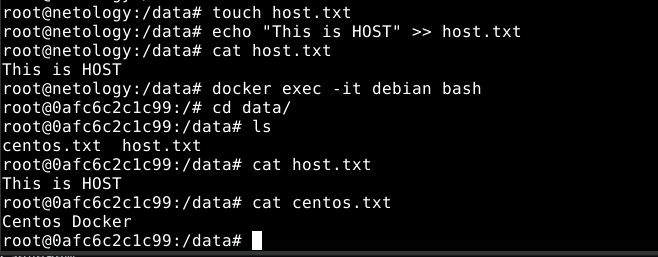 root@netology:/data# touch host.txt
root@netology:/data# echo "This is HOST" >> host.txt
root@netology:/data# cat host.txt
This is HOST
root@netology:/data# docker exec -it debian bash
root@0afc6c2c1c99:/# cd data/
root@0afc6c2c1c99:/data# ls
centos.txt  host.txt
root@0afc6c2c1c99:/data# cat host.txt
This is HOST
root@0afc6c2c1c99:/data# cat centos.txt
Centos Docker
root@0afc6c2c1c99:/data#